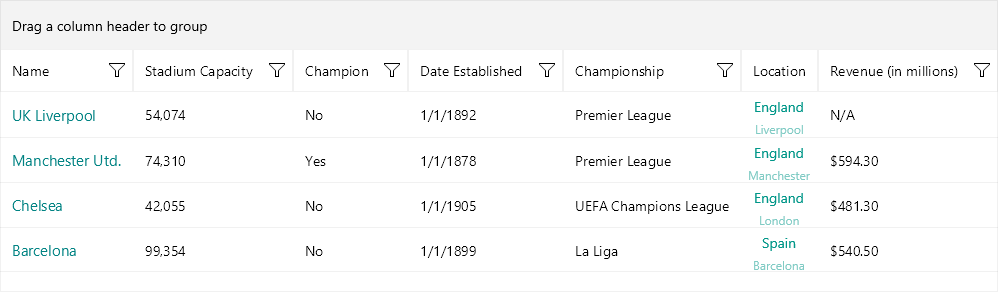 Drag a column header to group
Name Stadium Capacity Champion Date Established Championship Location Revenue (in millions)
UK Liverpool 54,074 No 1/1/1892 Premier League England Liverpool N/A
Manchester Utd. 74,310 Yes 1/1/1878 Premier League England Manchester $594.30
Chelsea 42,055 No 1/1/1905 UEFA Champions League England London $481.30
Barcelona 99,354 No 1/1/1899 La Liga Spain Barcelona $540.50